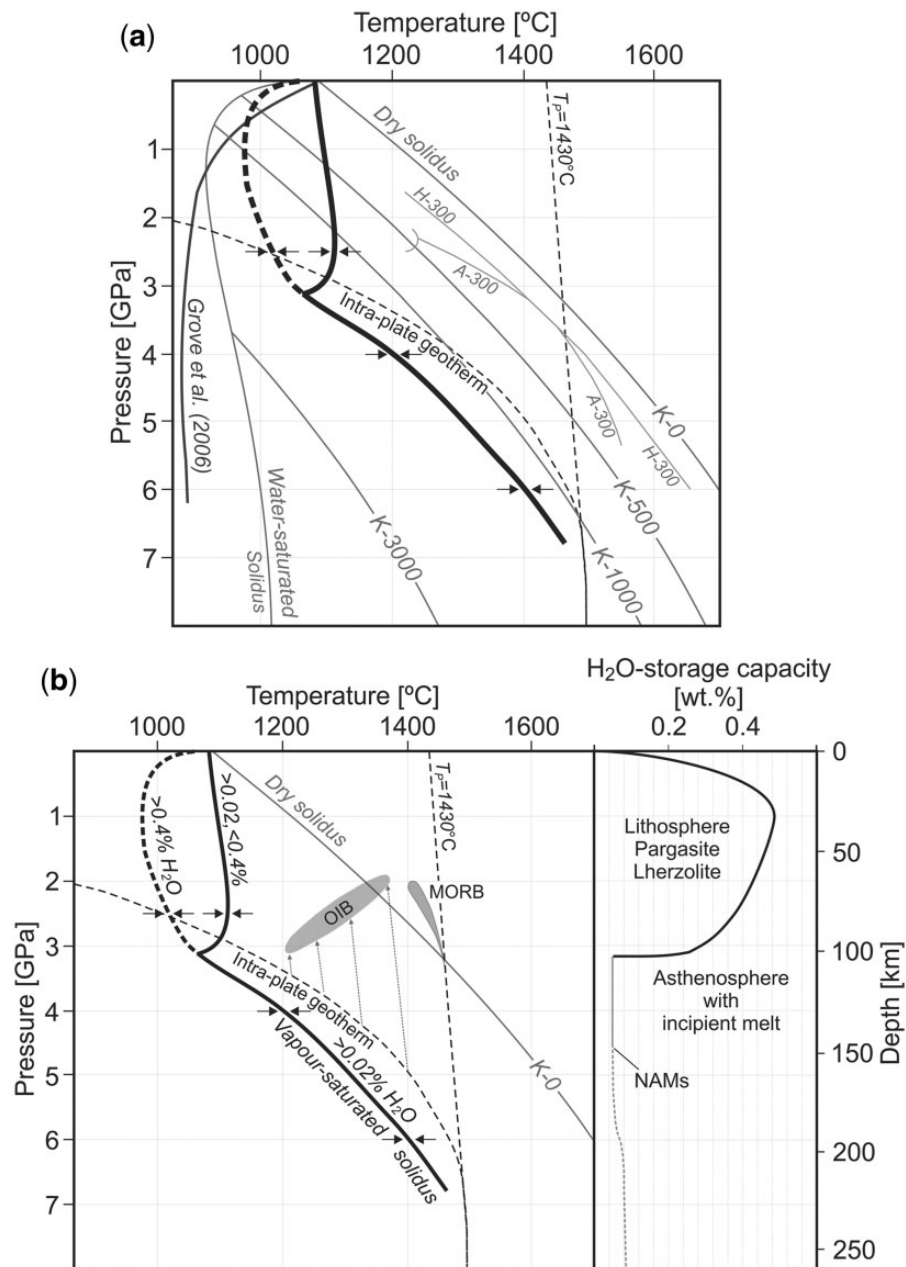 (a)
Temperature [ºC]
1000 1200 1400 1600
Pressure [GPa]
1
2
3
4
5
6
7
Dry solidus
TP=1430°C
H-300
A-300
Intra-plate geotherm
Grove et al. (2006)
Water-saturated
Solidus
K-3000
A-300
H-300
K-0
K-500
K-1000
(b)
Temperature [ºC]
1000 1200 1400 1600
Pressure [GPa]
1
2
3
4
5
6
7
>0.4% H2O
>0.02, <0.4%
Dry solidus
TP=1430°C
OIB
MORB
Intra-plate geotherm
>0.02% H2O
Vapour-saturated solidus
K-0
H2O-storage capacity
[wt.%]
0.2 0.4
Lithosphere
Pargasite
Lherzolite
Asthenosphere
with
incipient melt
NAMs
0
50
100
150
200
250
Depth [km]